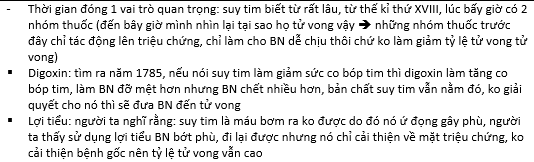 - Thời gian đóng 1 vai trò quan trọng: suy tim biết từ rất lâu, từ thế kỉ thứ XVIII, lúc bấy giờ có 2
nhóm thuốc (đến bây giờ mình nhìn lại tại sao họ tử vong vậy ➔ những nhóm thuốc trước
đây chỉ tác động lên triệu chứng, chỉ làm cho BN dễ chịu thôi chứ ko làm giảm tỷ lệ tử vong tử
vong)
▪ Digoxin: tìm ra năm 1785, nếu nói suy tim làm giảm sức co bóp tim thì digoxin làm tăng co
bóp tim, làm BN đỡ mệt hơn nhưng BN chết nhiều hơn, bản chất suy tim vẫn nằm đó, ko giải
quyết cho nó thì sẽ đưa BN đến tử vong
▪ Lợi tiểu: người ta nghĩ rằng: suy tim là máu bơm ra ko được do đó nó ứ đọng gây phù, người
ta thấy sử dụng lợi tiểu BN bớt phù, đi lại được nhưng nó chỉ cải thiện về mặt triệu chứng, ko
cải thiện bệnh gốc nên tỷ lệ tử vong vẫn cao